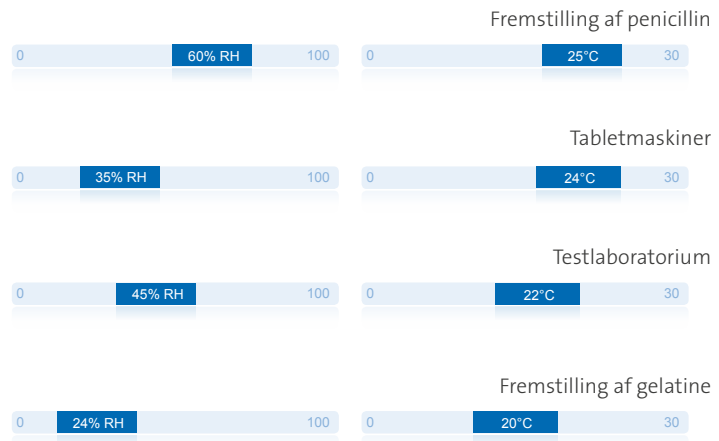 Fremstilling af penicillin
0 60% RH 100 0 25°C 30
Tabletmaskiner
0 35% RH 100 0 24°C 30
Testlaboratorium
0 45% RH 100 0 22°C 30
Fremstilling af gelatine
0 24% RH 100 0 20°C 30